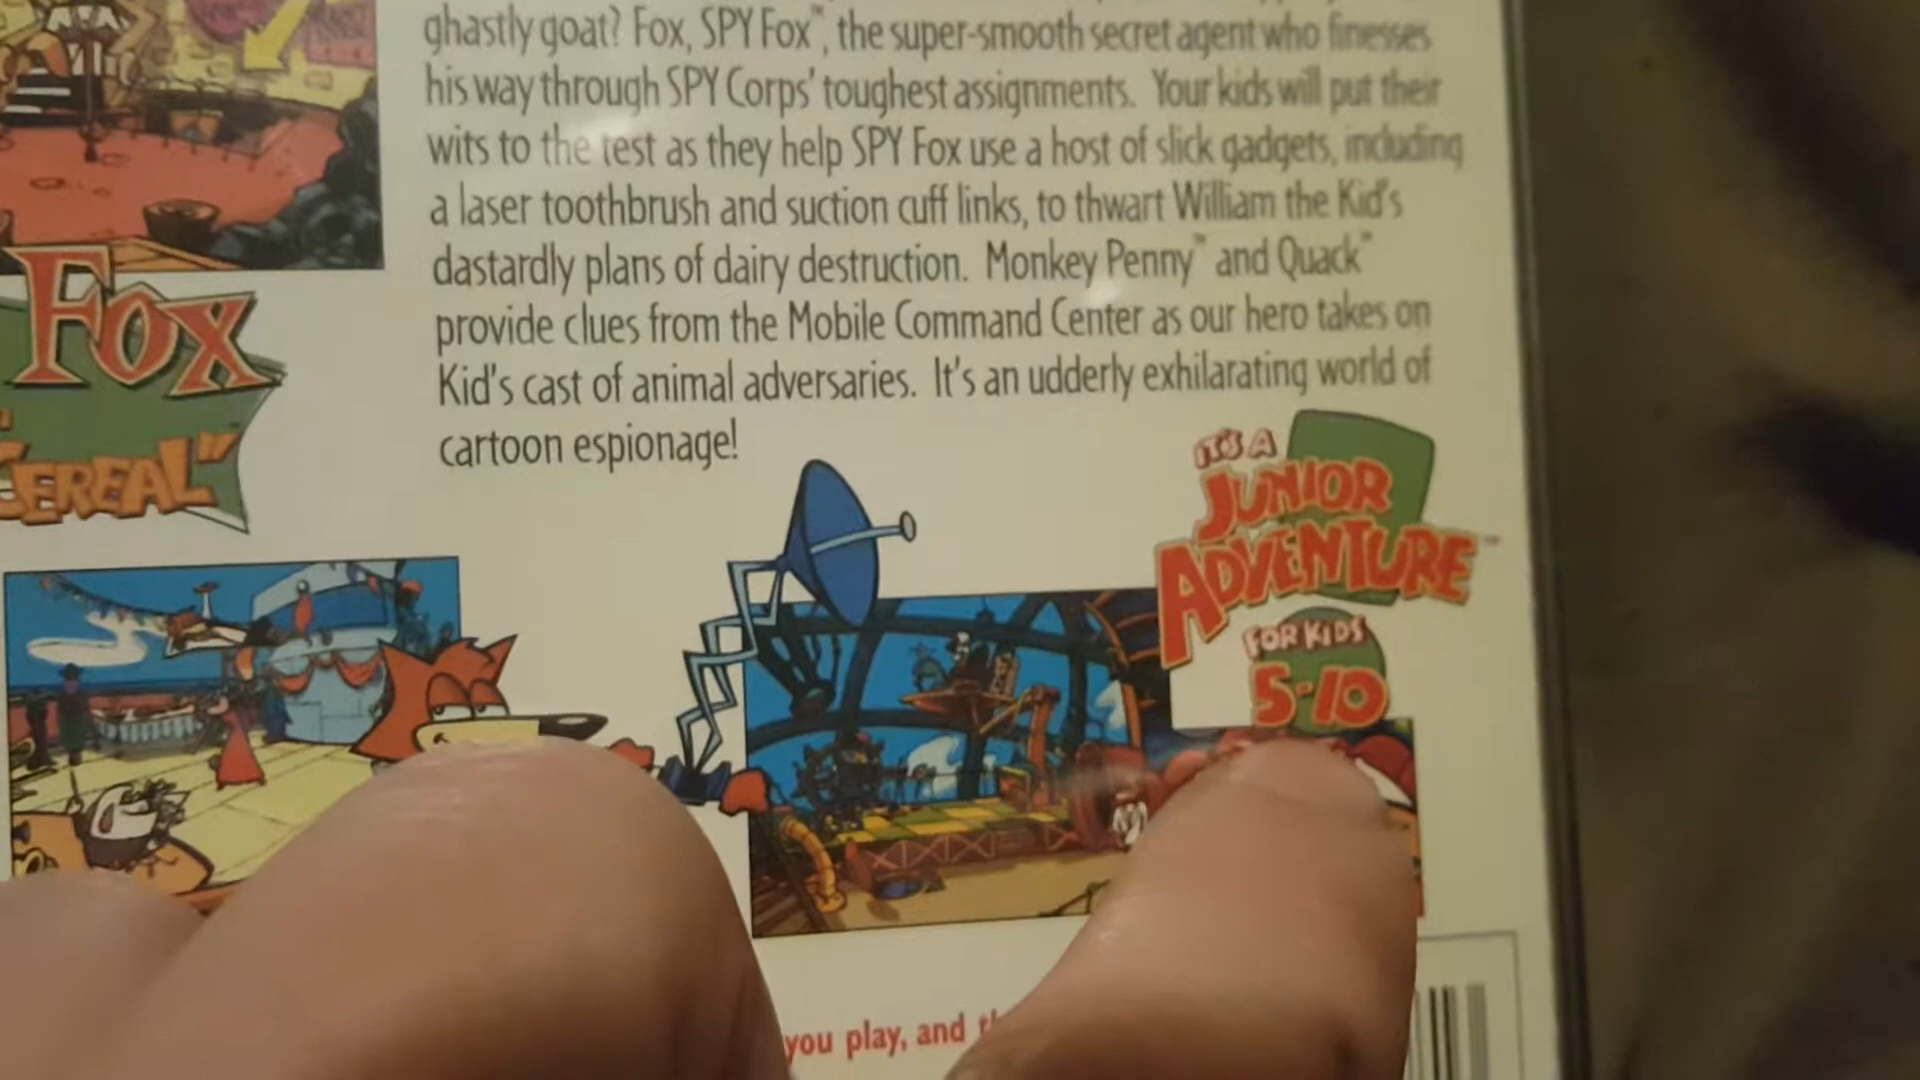 ghastly goat? Fox, SPY Fox™, the super-smooth secret agent who finesses
his way through SPY Corps' toughest assignments. Your kids will put their
wits to the test as they help SPY Fox use a host of slick gadgets, including
a laser toothbrush and suction cuff links, to thwart William the Kid's
dastardly plans of dairy destruction. Monkey Penny™ and Quack™
provide clues from the Mobile Command Center as our hero takes on
Kid's cast of animal adversaries. It's an udderly exhilarating world of
cartoon espionage!
FOX
CEREAL"
IT'S A
JUNIOR
ADVENTURE™
FOR KIDS
5-10
you play, and